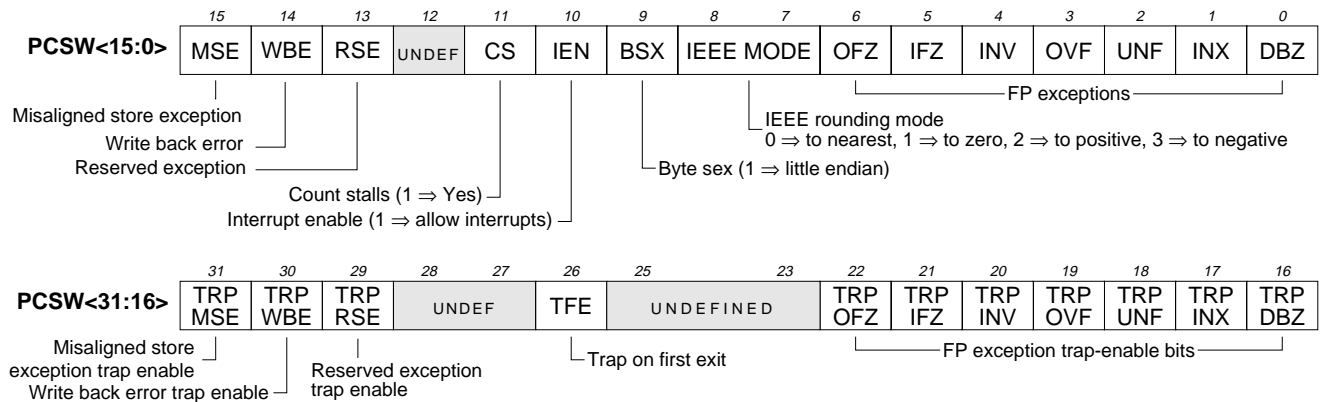 15 14 13 12 11 10 9 8 7 6 5 4 3 2 1 0
PCSW<15:0> MSE WBE RSE UNDEF CS IEN BSX IEEE MODE OFZ IFZ INV OVF UNF INX DBZ
Misaligned store exception
Write back error
Reserved exception
Count stalls (1 ⇒ Yes)
Interrupt enable (1 ⇒ allow interrupts)
FP exceptions
IEEE rounding mode
0 ⇒ to nearest, 1 ⇒ to zero, 2 ⇒ to positive, 3 ⇒ to negative
Byte sex (1 ⇒ little endian)
31 30 29 28 27 26 25 23 22 21 20 19 18 17 16
PCSW<31:16> TRP MSE TRP WBE TRP RSE UNDEF TFE UNDEFINED TRP OFZ TRP IFZ TRP INV TRP OVF TRP UNF TRP INX TRP DBZ
Misaligned store
exception trap enable
Write back error trap enable
Reserved exception
trap enable
Trap on first exit
FP exception trap-enable bits